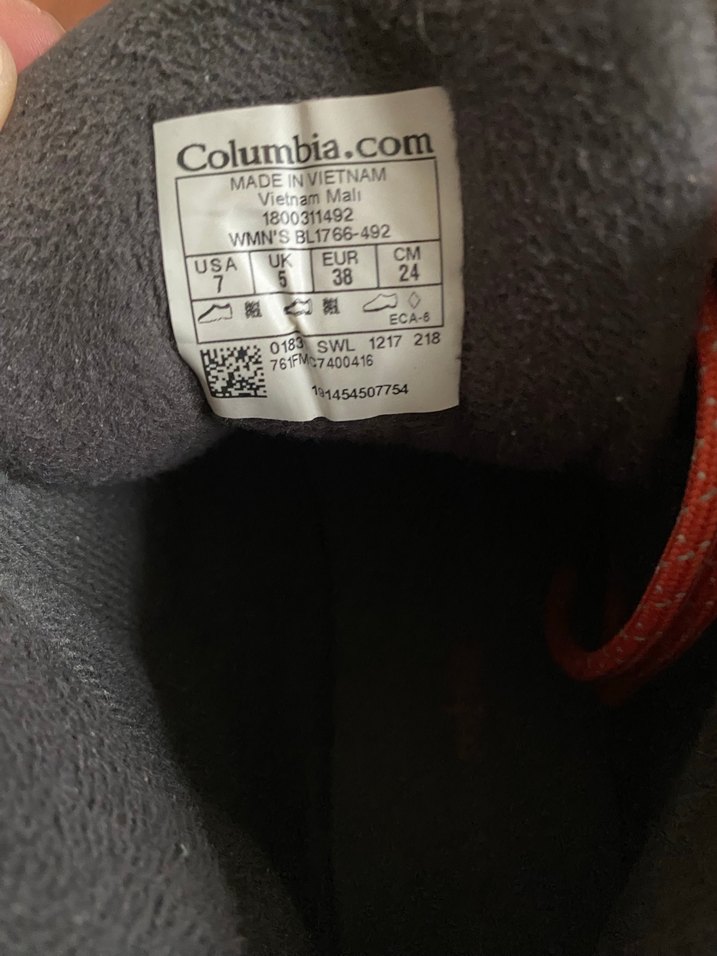 Columbia.com
MADE IN VIETNAM
Vietnam Malı
1800311492
WMN'S BL1766-492
USA UK EUR CM
7 5 38 24
ECA-6
0183 SWL 1217 218
761FMC7400416
191454507754